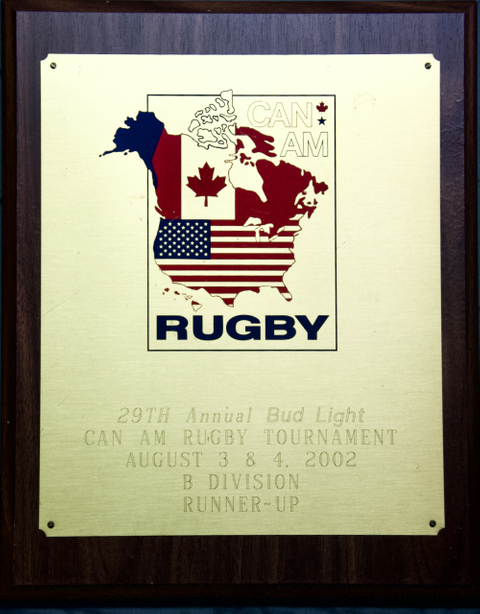 CAN
AM
RUGBY
29TH Annual Bud Light
CAN AM RUGBY TOURNAMENT
AUGUST 3 & 4, 2002
B DIVISION
RUNNER-UP